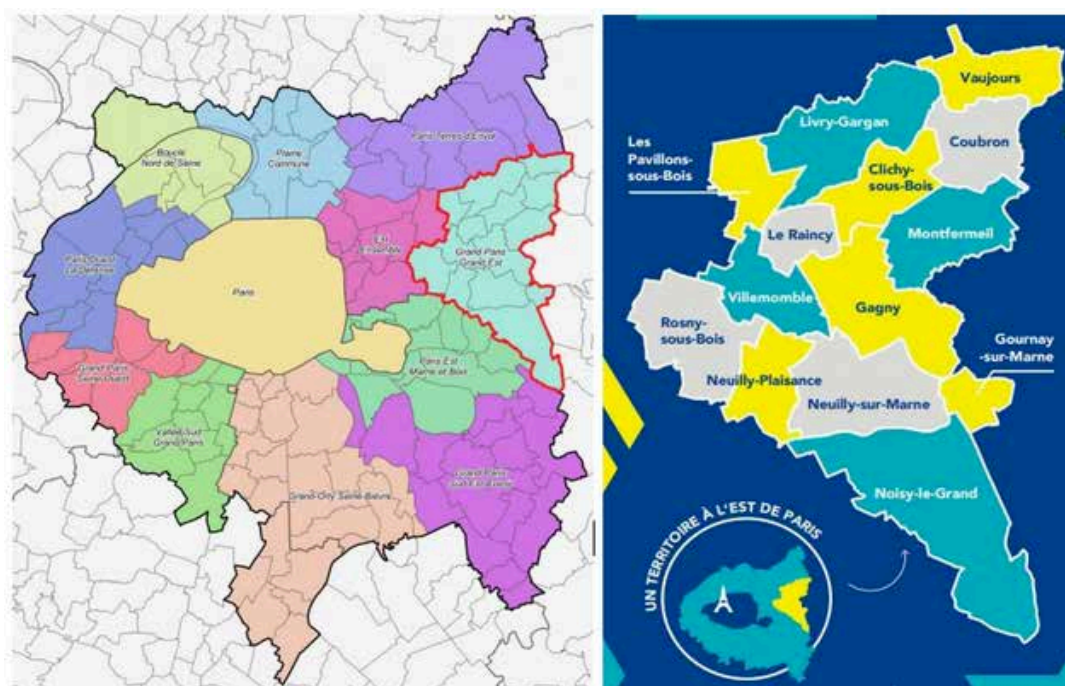 Paris Terres d'Envol
Boucle
Nord de Seine
Plaine
Commune
Est
Ensemble
Grand Paris
Grand Est
Paris Ouest
La Défense
Paris
Grand Paris
Seine Ouest
Paris Est
Marne et Bois
Vallée Sud
Grand Paris
Grand-Orly Seine Bièvre
Grand Paris
Sud Est Avenir
Vaujours
Livry-Gargan
Coubron
Les
Pavillons-
sous-Bois
Clichy-
sous-Bois
Le Raincy
Montfermeil
Villemomble
Gagny
Rosny-
sous-Bois
Gournay
-sur-Marne
Neuilly-Plaisance
Neuilly-sur-Marne
Noisy-le-Grand
UN TERRITOIRE À L'EST DE PARIS